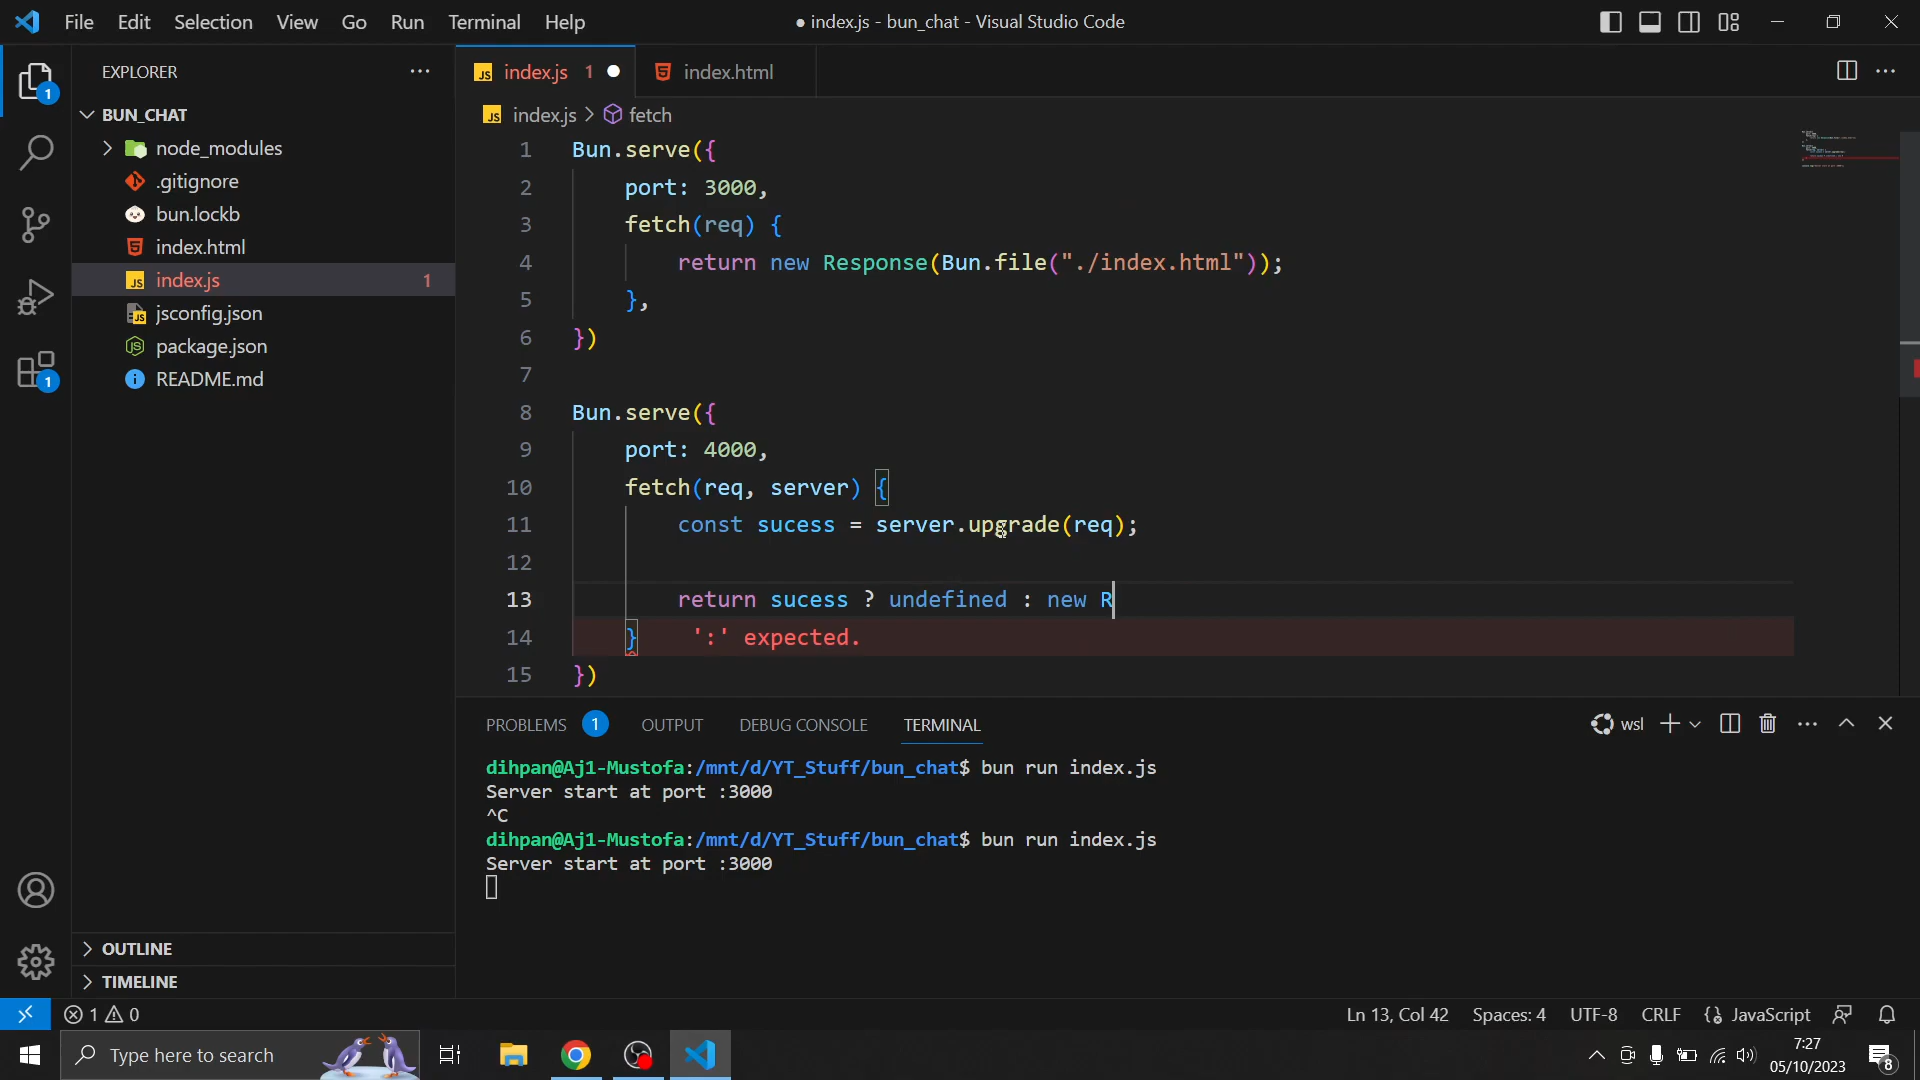 File Edit Selection View Go Run Terminal Help
● index.js - bun_chat - Visual Studio Code
EXPLORER
BUN_CHAT
node_modules
.gitignore
bun.lockb
index.html
index.js 1
jsconfig.json
package.json
README.md
OUTLINE
TIMELINE
1
1
JS index.js 1
index.html
JS index.js > fetch
1 Bun.serve({
2 port: 3000,
3 fetch(req) {
4 return new Response(Bun.file("./index.html"));
5 },
6 })
7
8 Bun.serve({
9 port: 4000,
10 fetch(req, server) {
11 const sucess = server.upgrade(req);
12
13 return sucess ? undefined : new R
14 } ':' expected.
15 })
PROBLEMS 1 OUTPUT DEBUG CONSOLE TERMINAL
wsl
dihpan@Aj1-Mustofa:/mnt/d/YT_Stuff/bun_chat$ bun run index.js
Server start at port :3000
^C
dihpan@Aj1-Mustofa:/mnt/d/YT_Stuff/bun_chat$ bun run index.js
Server start at port :3000
1 0
Ln 13, Col 42 Spaces: 4 UTF-8 CRLF {} JavaScript
Type here to search
7:27
05/10/2023
8